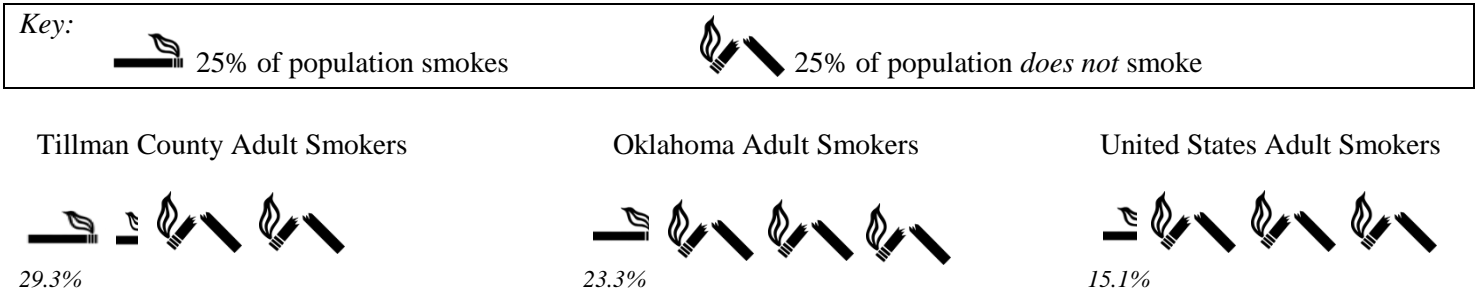 Key:
25% of population smokes
25% of population does not smoke
Tillman County Adult Smokers
Oklahoma Adult Smokers
United States Adult Smokers
29.3%
23.3%
15.1%